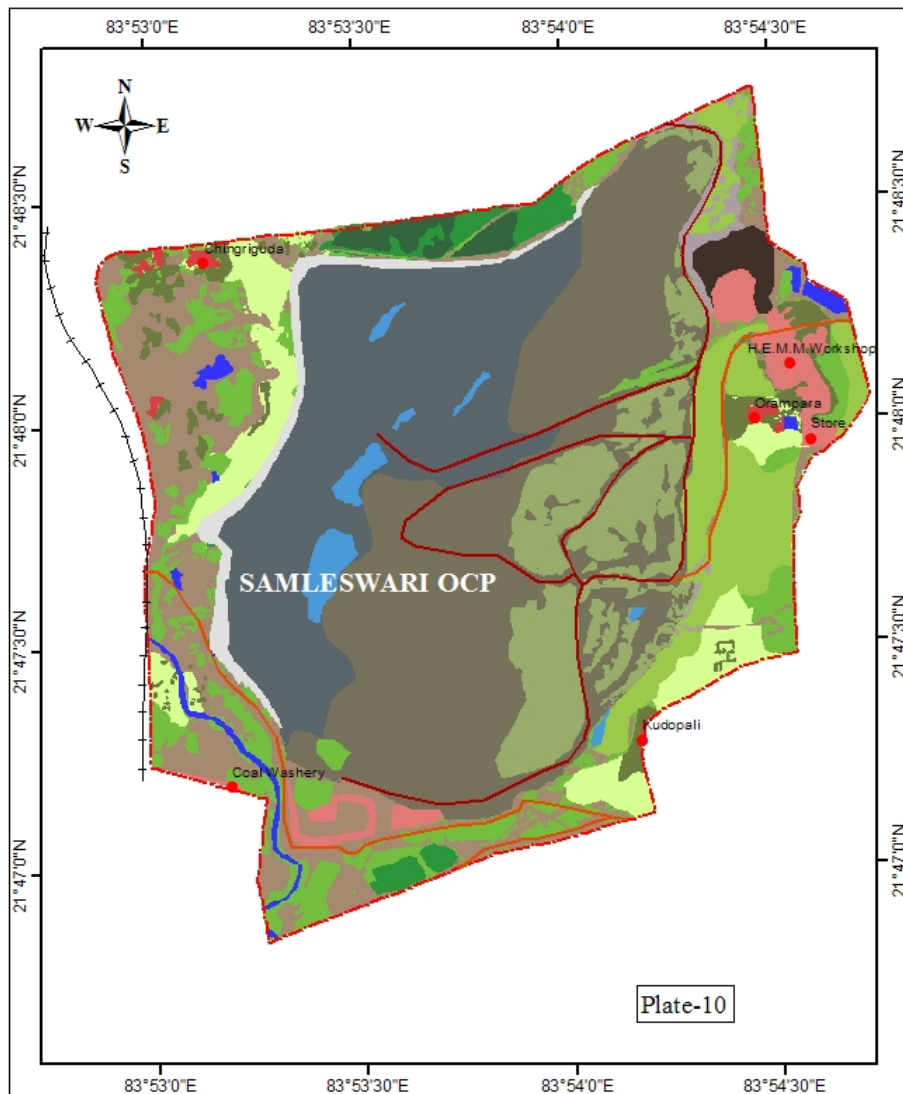 83°53'0"E 83°53'30"E 83°54'0"E 83°54'30"E
N
W E
S
21°48'30"N 21°48'30"N
Chingriguda
H.E.M.M.Workshop
Orampara
21°48'0"N 21°48'0"N
Store
SAMLESWARI OCP
21°47'30"N 21°47'30"N
Kudopali
Coal Washery
21°47'0"N 21°47'0"N
Plate-10
83°53'0"E 83°53'30"E 83°54'0"E 83°54'30"E